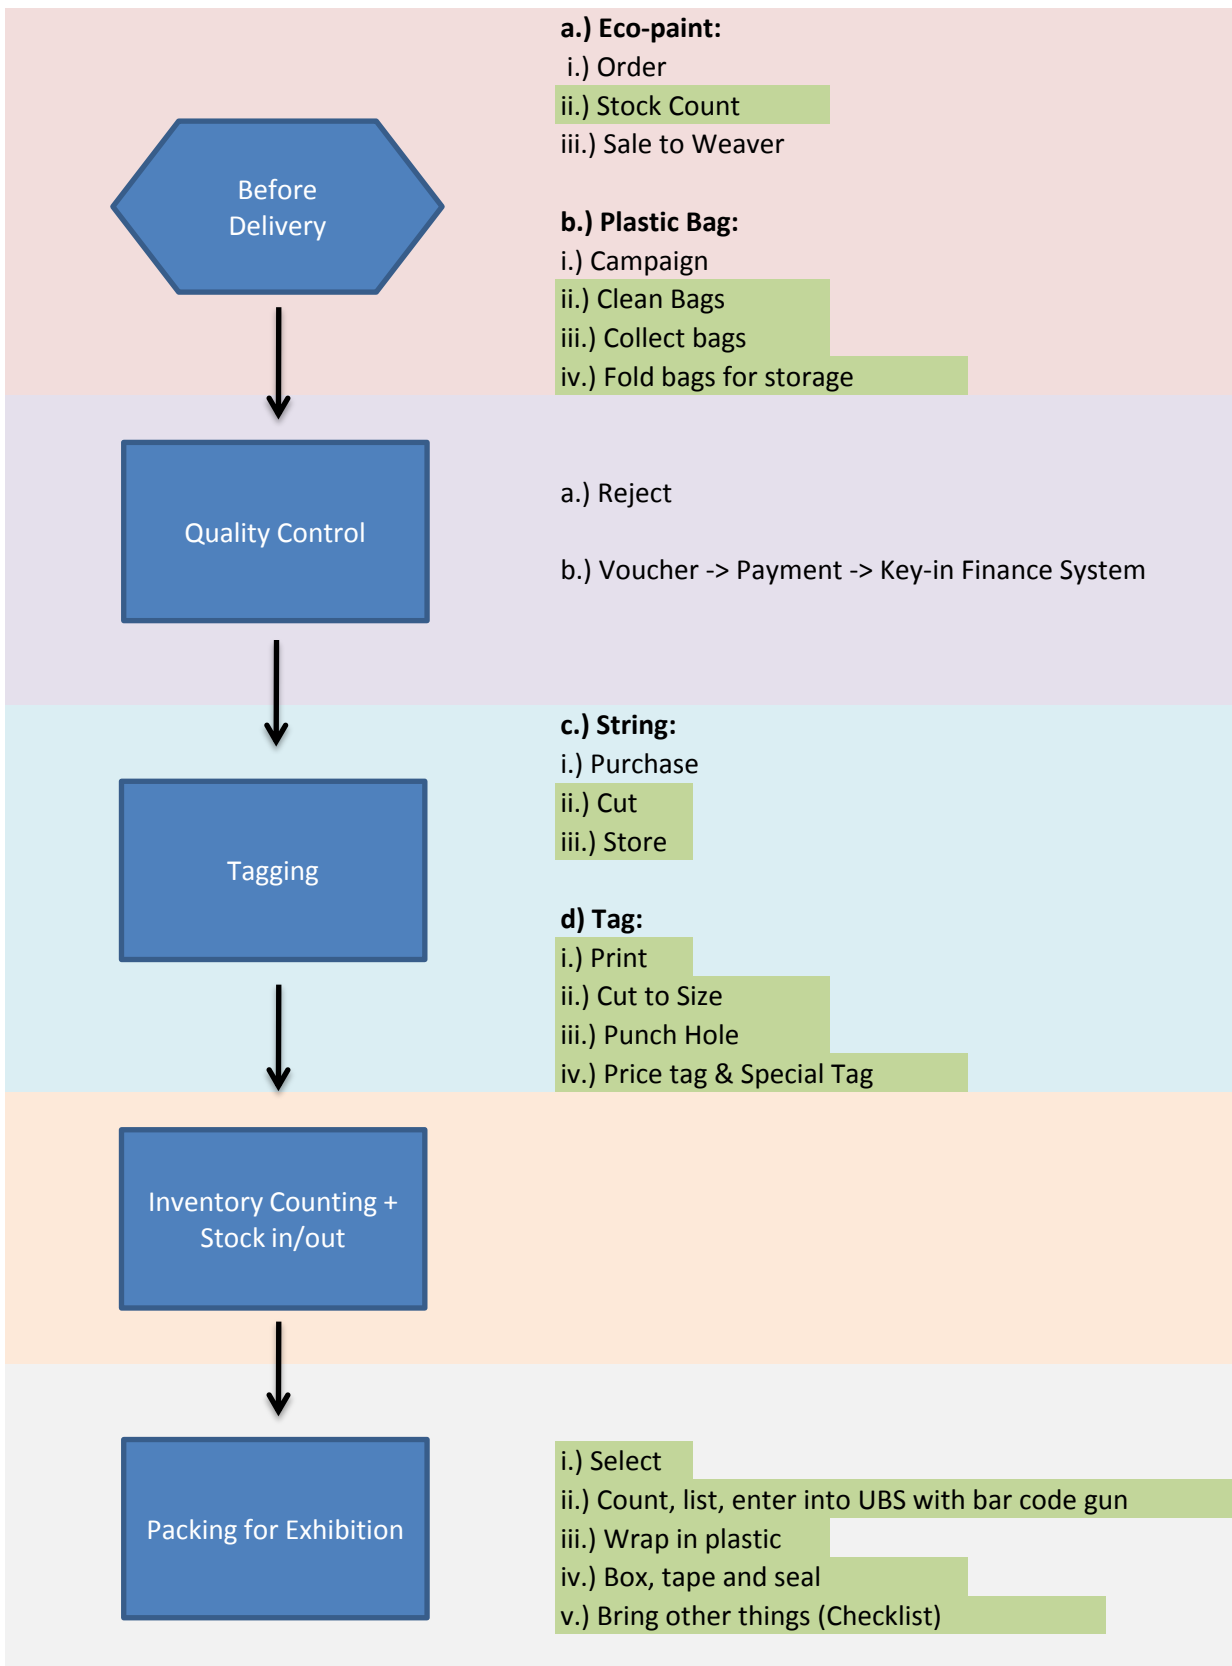 a.) Eco-paint:
i.) Order
ii.) Stock Count
iii.) Sale to Weaver
Before
Delivery
b.) Plastic Bag:
i.) Campaign
ii.) Clean Bags
iii.) Collect bags
iv.) Fold bags for storage
Quality Control
a.) Reject
b.) Voucher -> Payment -> Key-in Finance System
Tagging
c.) String:
i.) Purchase
ii.) Cut
iii.) Store
d) Tag:
i.) Print
ii.) Cut to Size
iii.) Punch Hole
iv.) Price tag & Special Tag
Inventory Counting +
Stock in/out
Packing for Exhibition
i.) Select
ii.) Count, list, enter into UBS with bar code gun
iii.) Wrap in plastic
iv.) Box, tape and seal
v.) Bring other things (Checklist)